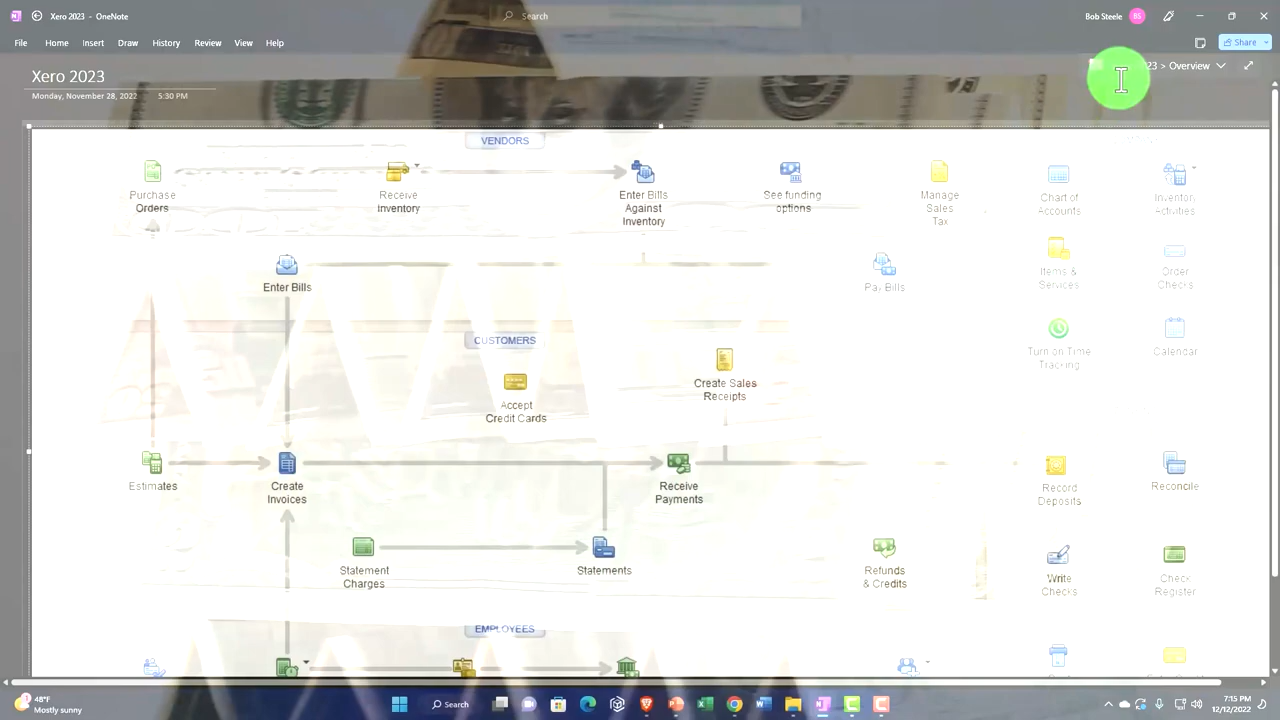 Xero 2023 - OneNote
Search
Bob Steele
BS
File
Home
Insert
Draw
History
Review
View
Help
Share
Xero 2023
23 > Overview
Monday, November 28, 2022
5:30 PM
VENDORS
Purchase
Orders
Receive
Inventory
Enter Bills
Against
Inventory
See funding
options
Manage
Sales
Tax
Chart of
Accounts
Inventory
Activities
Enter Bills
Pay Bills
Items &
Services
Order
Checks
Turn on Time
Tracking
Calendar
CUSTOMERS
Create Sales
Receipts
Accept
Credit Cards
Estimates
Create
Invoices
Receive
Payments
Record
Deposits
Reconcile
Statement
Charges
Statements
Refunds
& Credits
Write
Checks
Check
Register
EMPLOYEES
48°F
Mostly sunny
Search
7:15 PM
12/12/2022